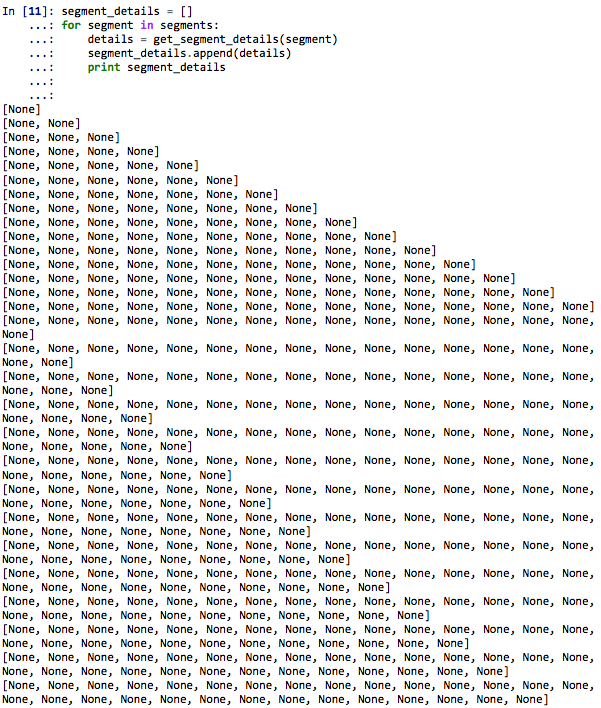 In [11]: segment_details = []
...: for segment in segments:
...:     details = get_segment_details(segment)
...:     segment_details.append(details)
...:     print segment_details
...:
...:
[None]
[None, None]
[None, None, None]
[None, None, None, None]
[None, None, None, None, None]
[None, None, None, None, None, None]
[None, None, None, None, None, None, None]
[None, None, None, None, None, None, None, None]
[None, None, None, None, None, None, None, None, None]
[None, None, None, None, None, None, None, None, None, None]
[None, None, None, None, None, None, None, None, None, None, None]
[None, None, None, None, None, None, None, None, None, None, None, None]
[None, None, None, None, None, None, None, None, None, None, None, None, None]
[None, None, None, None, None, None, None, None, None, None, None, None, None, None]
[None, None, None, None, None, None, None, None, None, None, None, None, None, None, None]
[None, None, None, None, None, None, None, None, None, None, None, None, None, None, None,
None]
[None, None, None, None, None, None, None, None, None, None, None, None, None, None, None,
None, None]
[None, None, None, None, None, None, None, None, None, None, None, None, None, None, None,
None, None, None]
[None, None, None, None, None, None, None, None, None, None, None, None, None, None, None,
None, None, None, None]
[None, None, None, None, None, None, None, None, None, None, None, None, None, None, None,
None, None, None, None, None]
[None, None, None, None, None, None, None, None, None, None, None, None, None, None, None,
None, None, None, None, None, None]
[None, None, None, None, None, None, None, None, None, None, None, None, None, None, None,
None, None, None, None, None, None, None]
[None, None, None, None, None, None, None, None, None, None, None, None, None, None, None,
None, None, None, None, None, None, None, None]
[None, None, None, None, None, None, None, None, None, None, None, None, None, None, None,
None, None, None, None, None, None, None, None, None]
[None, None, None, None, None, None, None, None, None, None, None, None, None, None, None,
None, None, None, None, None, None, None, None, None, None]
[None, None, None, None, None, None, None, None, None, None, None, None, None, None, None,
None, None, None, None, None, None, None, None, None, None, None]
[None, None, None, None, None, None, None, None, None, None, None, None, None, None, None,
None, None, None, None, None, None, None, None, None, None, None, None]
[None, None, None, None, None, None, None, None, None, None, None, None, None, None, None,
None, None, None, None, None, None, None, None, None, None, None, None, None]
[None, None, None, None, None, None, None, None, None, None, None, None, None, None, None,
None, None, None, None, None, None, None, None, None, None, None, None, None, None]